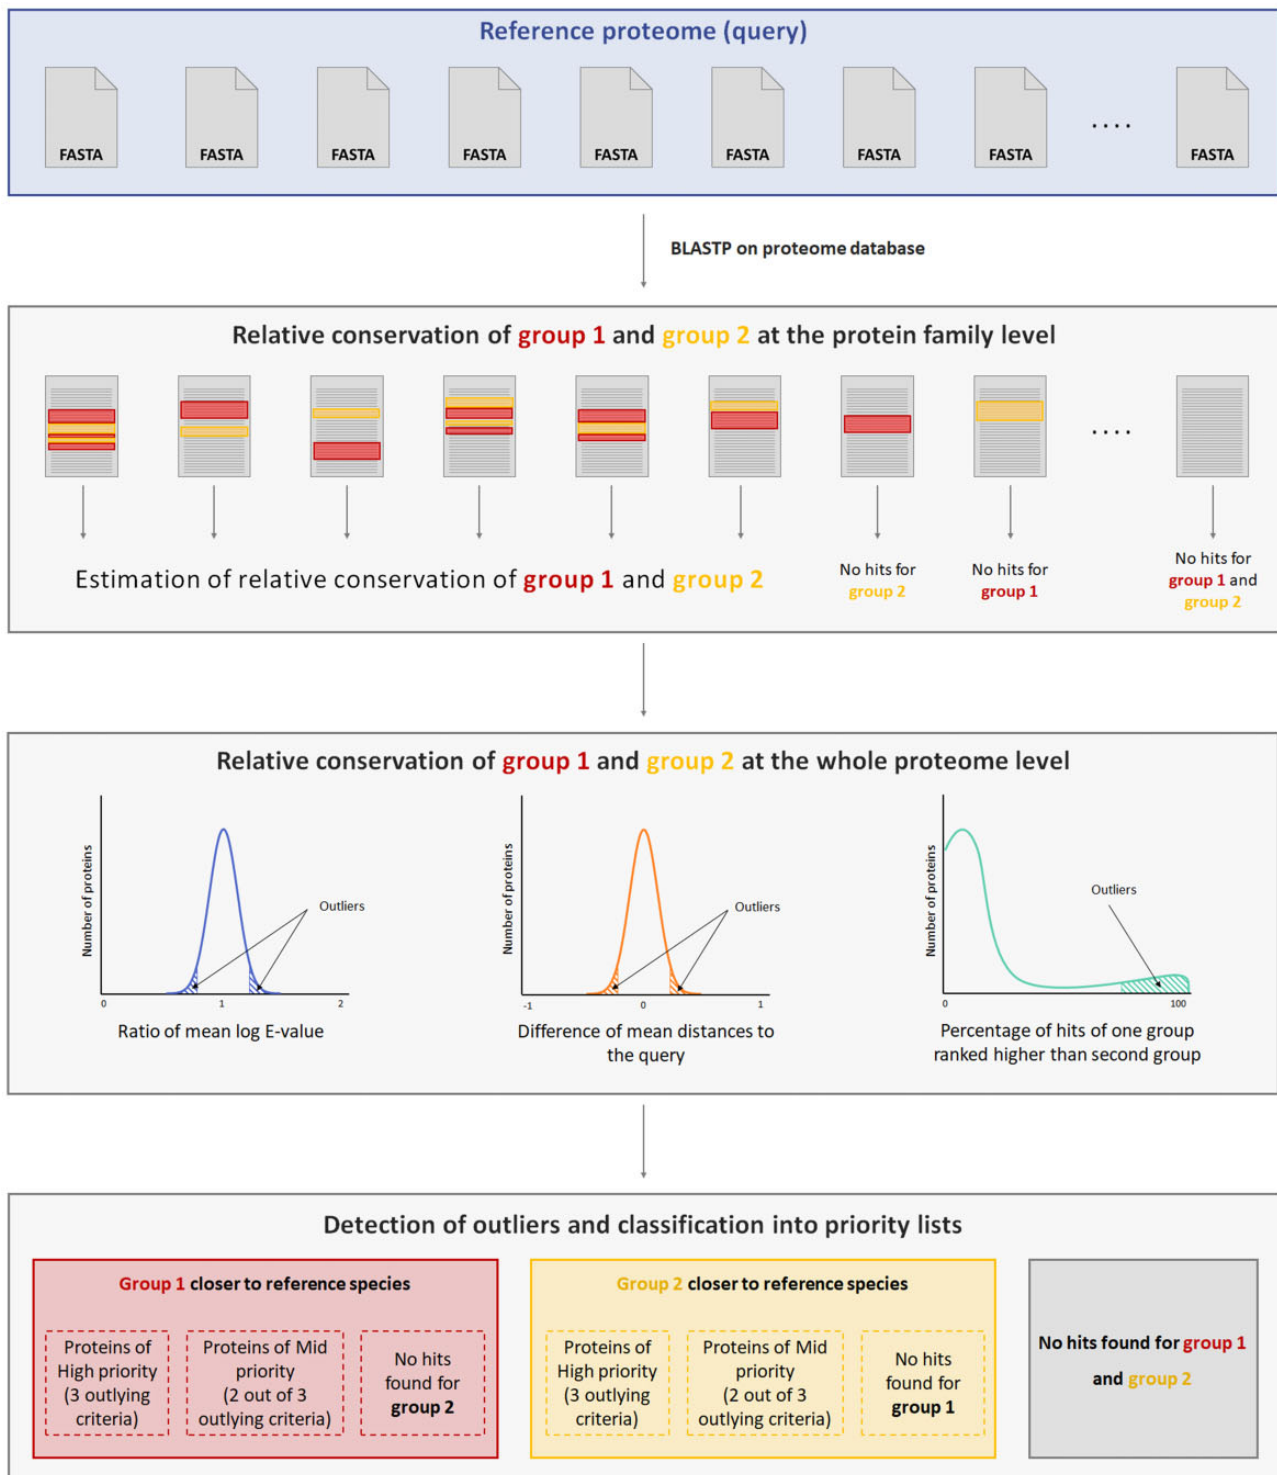 Reference proteome (query)
FASTA
FASTA
FASTA
FASTA
FASTA
FASTA
FASTA
FASTA
....
FASTA
BLASTP on proteome database
Relative conservation of group 1 and group 2 at the protein family level
....
Estimation of relative conservation of group 1 and group 2
No hits for
group 2
No hits for
group 1
No hits for
group 1 and
group 2
Relative conservation of group 1 and group 2 at the whole proteome level
Number of proteins
Outliers
0
1
2
Ratio of mean log E-value
Number of proteins
Outliers
-1
0
1
Difference of mean distances to
the query
Number of proteins
Outliers
0
100
Percentage of hits of one group
ranked higher than second group
Detection of outliers and classification into priority lists
Group 1 closer to reference species
Proteins of
High priority
(3 outlying
criteria)
Proteins of Mid
priority
(2 out of 3
outlying criteria)
No hits
found for
group 2
Group 2 closer to reference species
Proteins of
High priority
(3 outlying
criteria)
Proteins of Mid
priority
(2 out of 3
outlying criteria)
No hits
found for
group 1
No hits found for group 1
and group 2